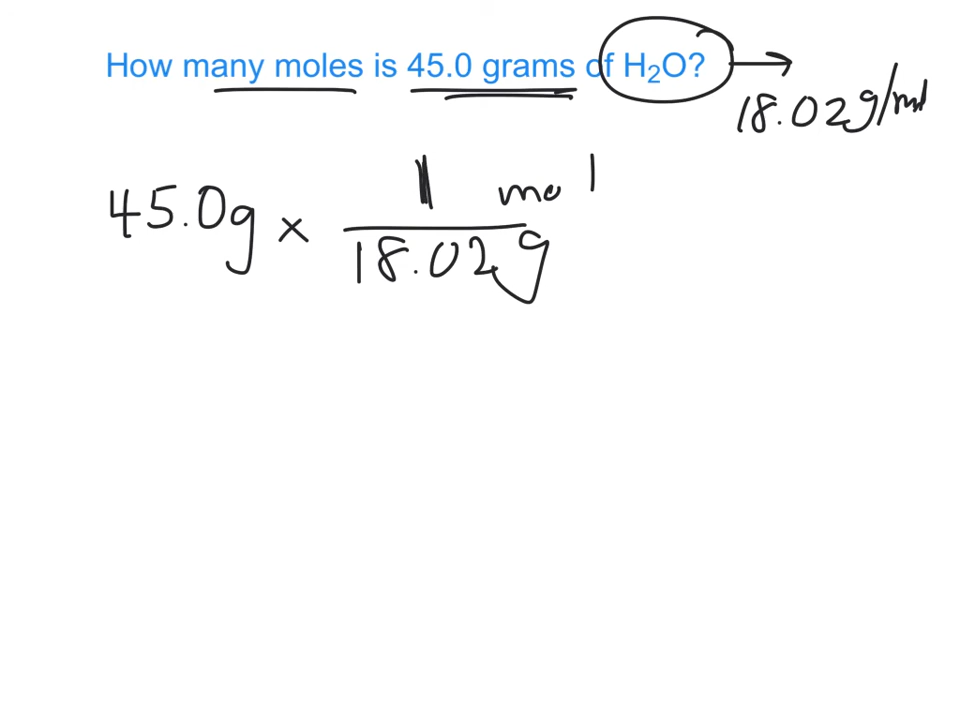 How many moles is 45.0 grams of H₂O?
18.02g/mol
45.0g × 1 mol
18.02g